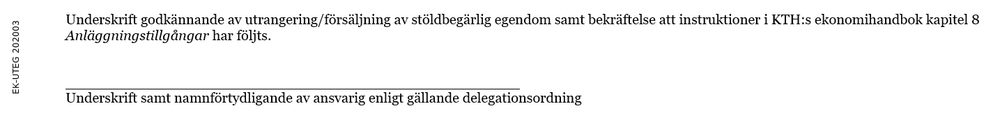 Underskrift godkännande av utrangering/försäljning av stöldbegärlig egendom samt bekräftelse att instruktioner i KTH:s ekonomihandbok kapitel 8
Anläggningstillgångar har följts.
Underskrift samt namnförtydligande av ansvarig enligt gällande delegationsordning
EK-UTEG 202003